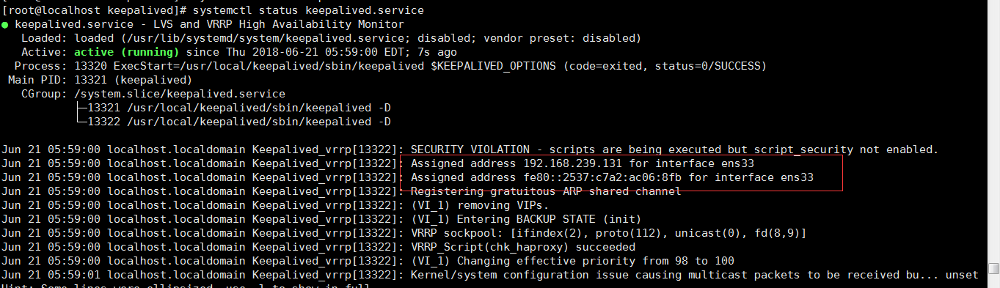 [root@localhost keepalived]# systemctl status keepalived.service
● keepalived.service - LVS and VRRP High Availability Monitor
   Loaded: loaded (/usr/lib/systemd/system/keepalived.service; disabled; vendor preset: disabled)
   Active: active (running) since Thu 2018-06-21 05:59:00 EDT; 7s ago
  Process: 13320 ExecStart=/usr/local/keepalived/sbin/keepalived $KEEPALIVED_OPTIONS (code=exited, status=0/SUCCESS)
 Main PID: 13321 (keepalived)
   CGroup: /system.slice/keepalived.service
           ├─13321 /usr/local/keepalived/sbin/keepalived -D
           └─13322 /usr/local/keepalived/sbin/keepalived -D
Jun 21 05:59:00 localhost.localdomain Keepalived_vrrp[13322]: SECURITY VIOLATION - scripts are being executed but script_security not enabled.
Jun 21 05:59:00 localhost.localdomain Keepalived_vrrp[13322]: Assigned address 192.168.239.131 for interface ens33
Jun 21 05:59:00 localhost.localdomain Keepalived_vrrp[13322]: Assigned address fe80::2537:c7a2:ac06:8fb for interface ens33
Jun 21 05:59:00 localhost.localdomain Keepalived_vrrp[13322]: Registering gratuitous ARP shared channel
Jun 21 05:59:00 localhost.localdomain Keepalived_vrrp[13322]: (VI_1) removing VIPs.
Jun 21 05:59:00 localhost.localdomain Keepalived_vrrp[13322]: (VI_1) Entering BACKUP STATE (init)
Jun 21 05:59:00 localhost.localdomain Keepalived_vrrp[13322]: VRRP sockpool: [ifindex(2), proto(112), unicast(0), fd(8,9)]
Jun 21 05:59:00 localhost.localdomain Keepalived_vrrp[13322]: VRRP_Script(chk_haproxy) succeeded
Jun 21 05:59:00 localhost.localdomain Keepalived_vrrp[13322]: (VI_1) Changing effective priority from 98 to 100
Jun 21 05:59:01 localhost.localdomain Keepalived_vrrp[13322]: Kernel/system configuration issue causing multicast packets to be received bu... unset
Hint: Some lines were ellipsized, use -l to show in full.